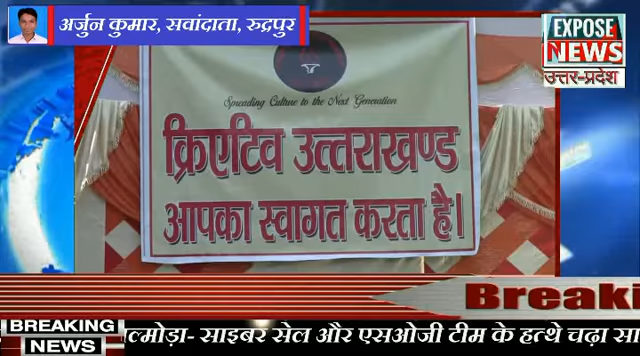 अर्जुन कुमार, सवांदाता, रुद्रपुर
EXPOSE
NEWS
उत्तर-प्रदेश
Spreading Culture to the Next Generation
क्रिएटिव उत्तराखण्ड
आपका स्वागत करता है।
Breaki
BREAKING
NEWS
ल्मोड़ा- साइबर सेल और एसओजी टीम के हत्थे चढ़ा सा